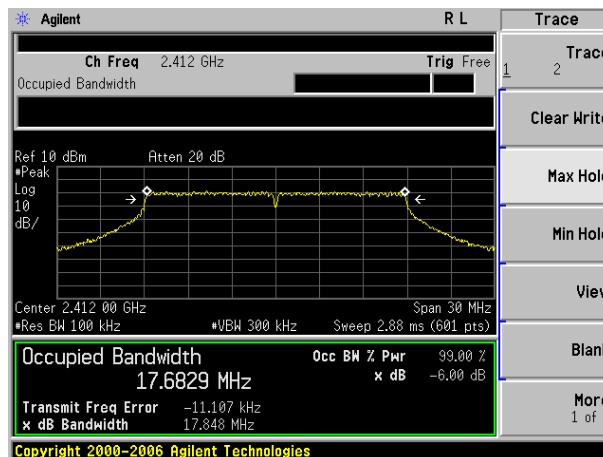 Agilent R L Trace
Ch Freq 2.412 GHz Trig Free
Occupied Bandwidth
Trace
1 2
Clear Write
Max Hold
Min Hold
View
Blank
More
1 of
Ref 10 dBm Atten 20 dB
#Peak
Log
10
dB/
Center 2.412 00 GHz Span 30 MHz
#Res BW 100 kHz #VBW 300 kHz Sweep 2.88 ms (601 pts)
Occupied Bandwidth Occ BW % Pwr 99.00 %
17.6829 MHz x dB -6.00 dB
Transmit Freq Error -11.107 kHz
x dB Bandwidth 17.848 MHz
Copyright 2000-2006 Agilent Technologies